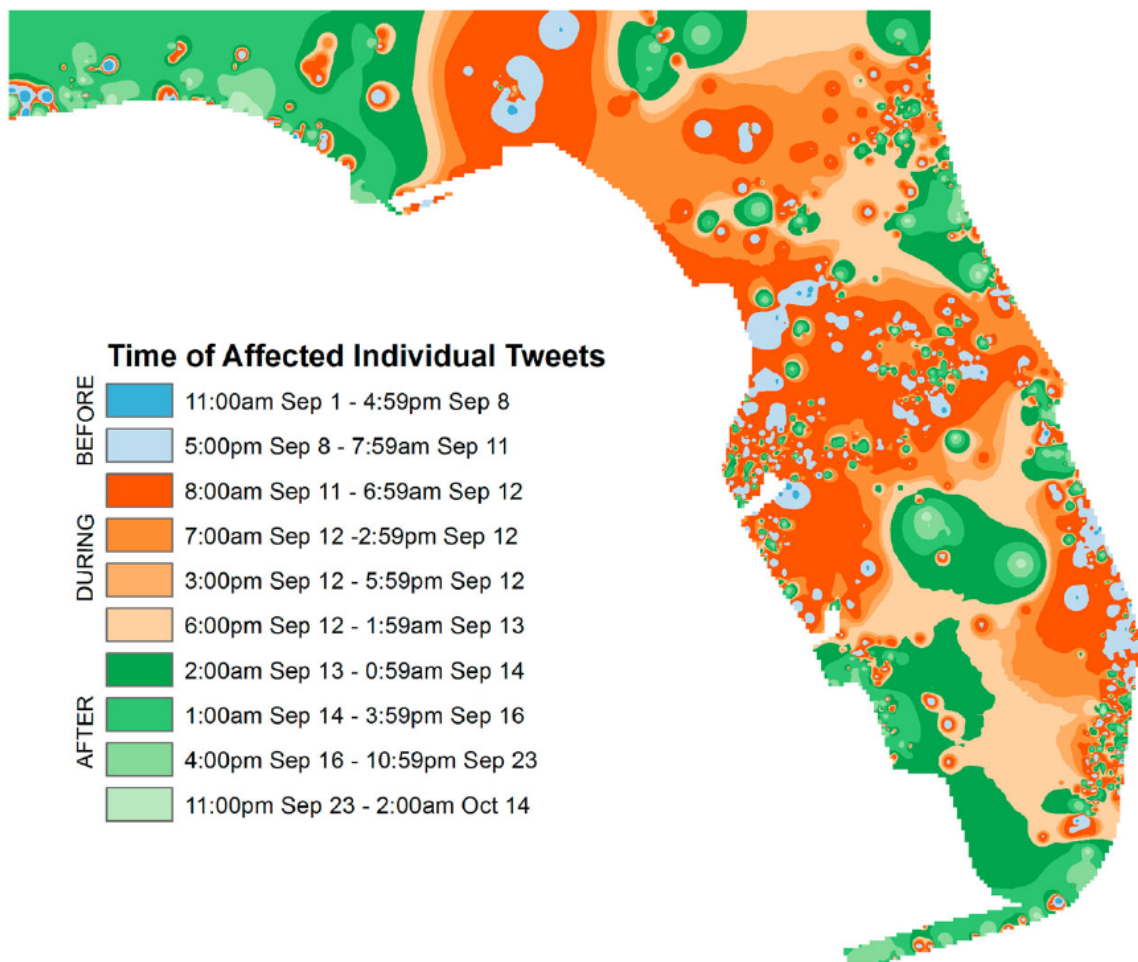 Time of Affected Individual Tweets
BEFORE
11:00am Sep 1 - 4:59pm Sep 8
5:00pm Sep 8 - 7:59am Sep 11
DURING
8:00am Sep 11 - 6:59am Sep 12
7:00am Sep 12 -2:59pm Sep 12
3:00pm Sep 12 - 5:59pm Sep 12
6:00pm Sep 12 - 1:59am Sep 13
AFTER
2:00am Sep 13 - 0:59am Sep 14
1:00am Sep 14 - 3:59pm Sep 16
4:00pm Sep 16 - 10:59pm Sep 23
11:00pm Sep 23 - 2:00am Oct 14